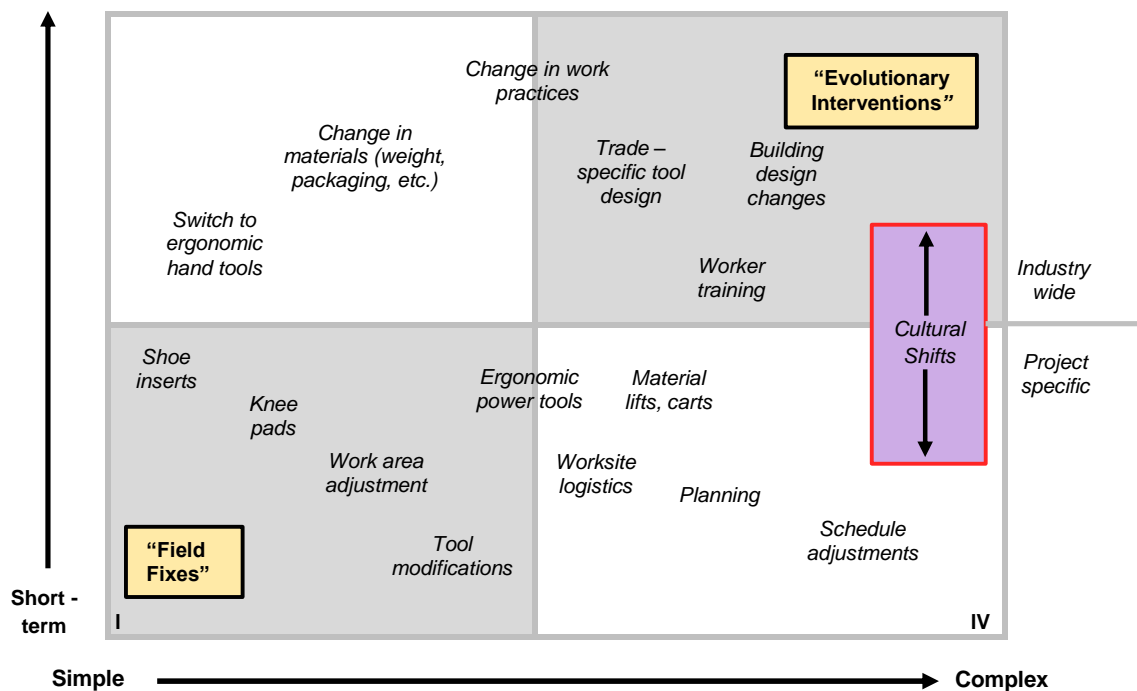 Change in work
practices
“Evolutionary
Interventions”
Change in
materials (weight,
packaging, etc.)
Trade –
specific tool
design
Building
design
changes
Switch to
ergonomic
hand tools
Worker
training
Industry
wide
Cultural
Shifts
Project
specific
Shoe
inserts
Knee
pads
Ergonomic
power tools
Material
lifts, carts
Work area
adjustment
Worksite
logistics
Planning
Schedule
adjustments
“Field
Fixes”
Tool
modifications
Short -
term
I
IV
Simple
Complex